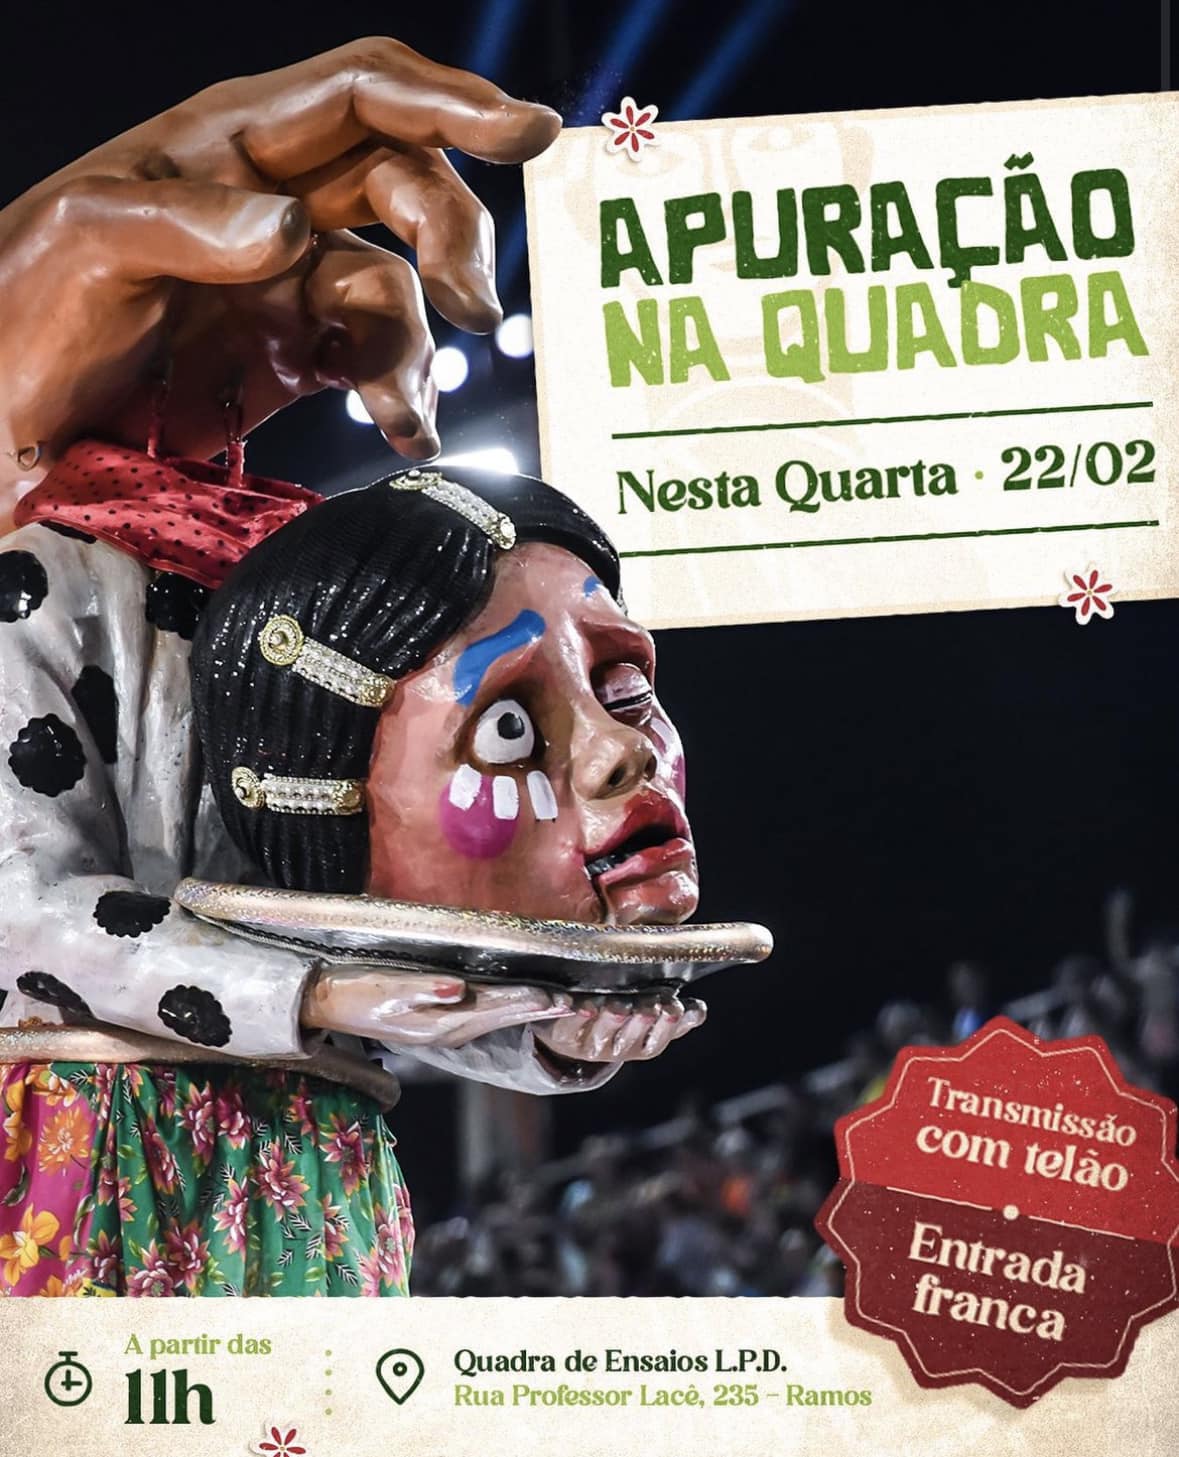 APURAÇÃO
NA QUADRA
Nesta Quarta · 22/02
Transmissão
com telão
Entrada
franca
A partir das
11h
Quadra de Ensaios L.P.D.
Rua Professor Lacê, 235 – Ramos